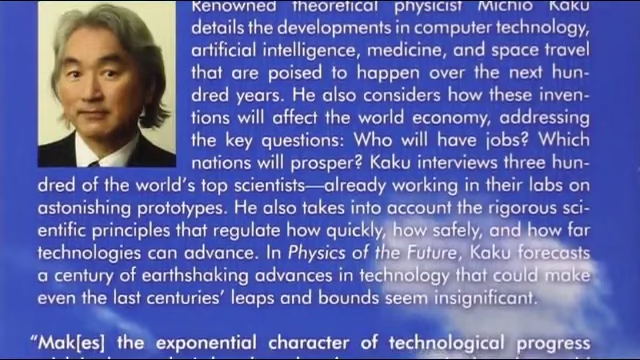 Renowned theoretical physicist Michio Kaku
details the developments in computer technology,
artificial intelligence, medicine, and space travel
that are poised to happen over the next hun-
dred years. He also considers how these inven-
tions will affect the world economy, addressing
the key questions: Who will have jobs? Which
nations will prosper? Kaku interviews three hun-
dred of the world's top scientists—already working in their labs on
astonishing prototypes. He also takes into account the rigorous sci-
entific principles that regulate how quickly, how safely, and how far
technologies can advance. In Physics of the Future, Kaku forecasts
a century of earthshaking advances in technology that could make
even the last centuries' leaps and bounds seem insignificant.
"Mak[es] the exponential character of technological progress